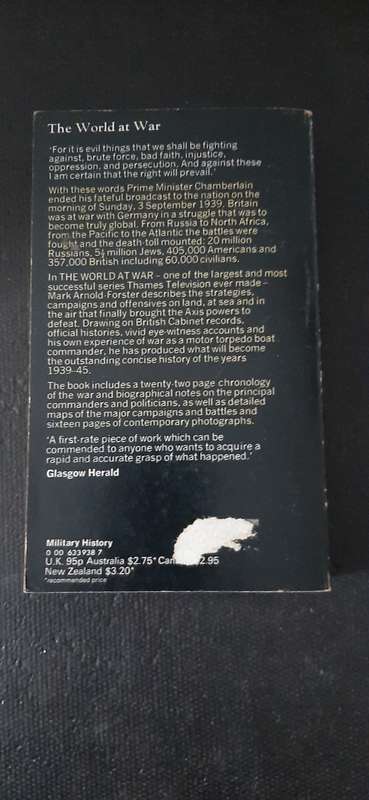 The World at War
'For it is evil things that we shall be fighting
against, brute force, bad faith, injustice,
oppression, and persecution. And against these
I am certain that the right will prevail.'
With these words Prime Minister Chamberlain
ended his fateful broadcast to the nation on the
morning of Sunday, 3 September 1939. Britain
was at war with Germany in a struggle that was to
become truly global. From Russia to North Africa,
from the Pacific to the Atlantic the battles were
fought and the death-toll mounted: 20 million
Russians, 5¼ million Jews, 405,000 Americans and
357,000 British including 60,000 civilians.
In THE WORLD AT WAR – one of the largest and most
successful series Thames Television ever made –
Mark Arnold-Forster describes the strategies,
campaigns and offensives on land, at sea and in
the air that finally brought the Axis powers to
defeat. Drawing on British Cabinet records,
official histories, vivid eye-witness accounts and
his own experience of war as a motor torpedo boat
commander, he has produced what will become
the outstanding concise history of the years
1939-45.
The book includes a twenty-two page chronology
of the war and biographical notes on the principal
commanders and politicians, as well as detailed
maps of the major campaigns and battles and
sixteen pages of contemporary photographs.
'A first-rate piece of work which can be
commended to anyone who wants to acquire a
rapid and accurate grasp of what happened.'
Glasgow Herald
Military History
0 00 633938 7
U.K. 95p Australia $2.75* Can 2.95
New Zealand $3.20*
*recommended price